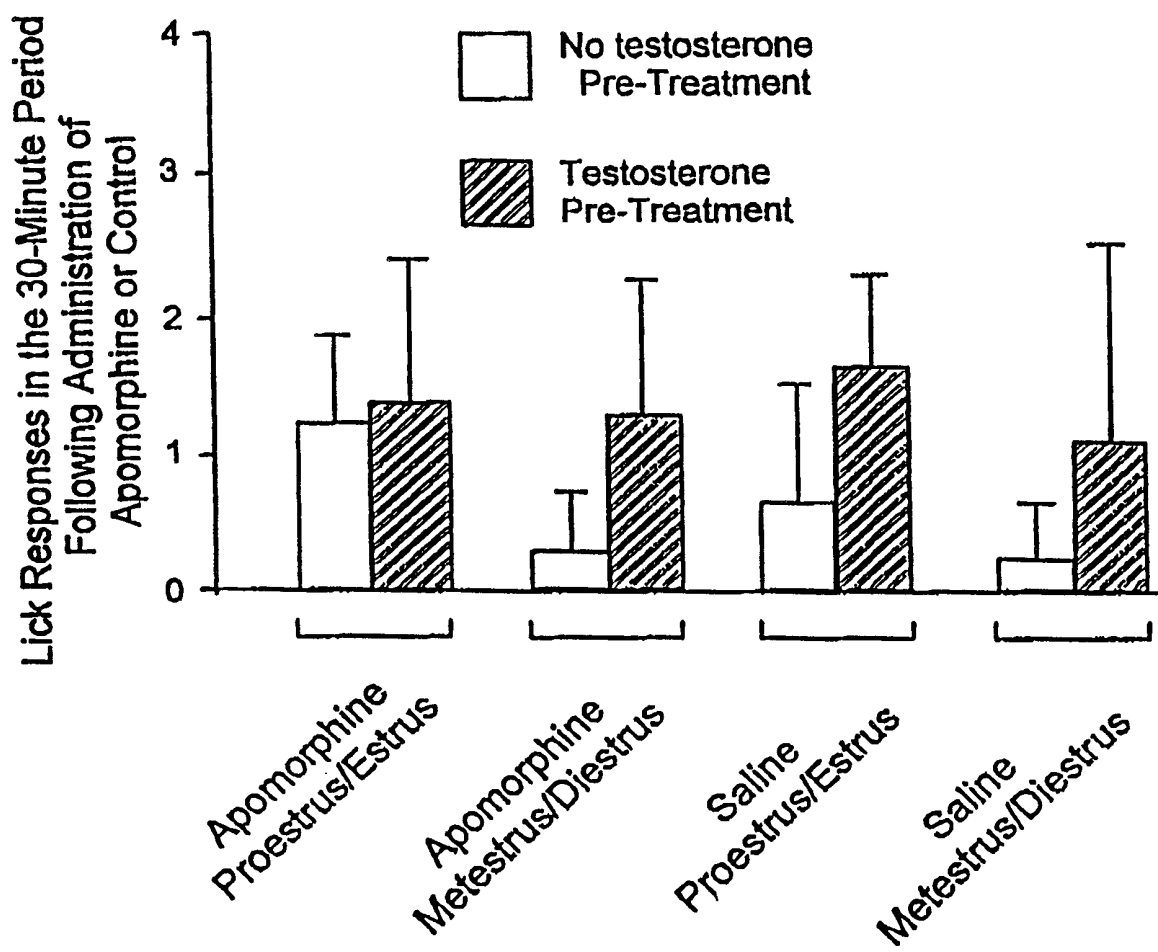 Lick Responses in the 30-Minute Period
Following Administration of
Apomorphine or Control
4
3
2
1
0
No testosterone
Pre-Treatment
Testosterone
Pre-Treatment
Apomorphine
Proestrus/Estrus
Apomorphine
Metestrus/Diestrus
Saline
Proestrus/Estrus
Saline
Metestrus/Diestrus